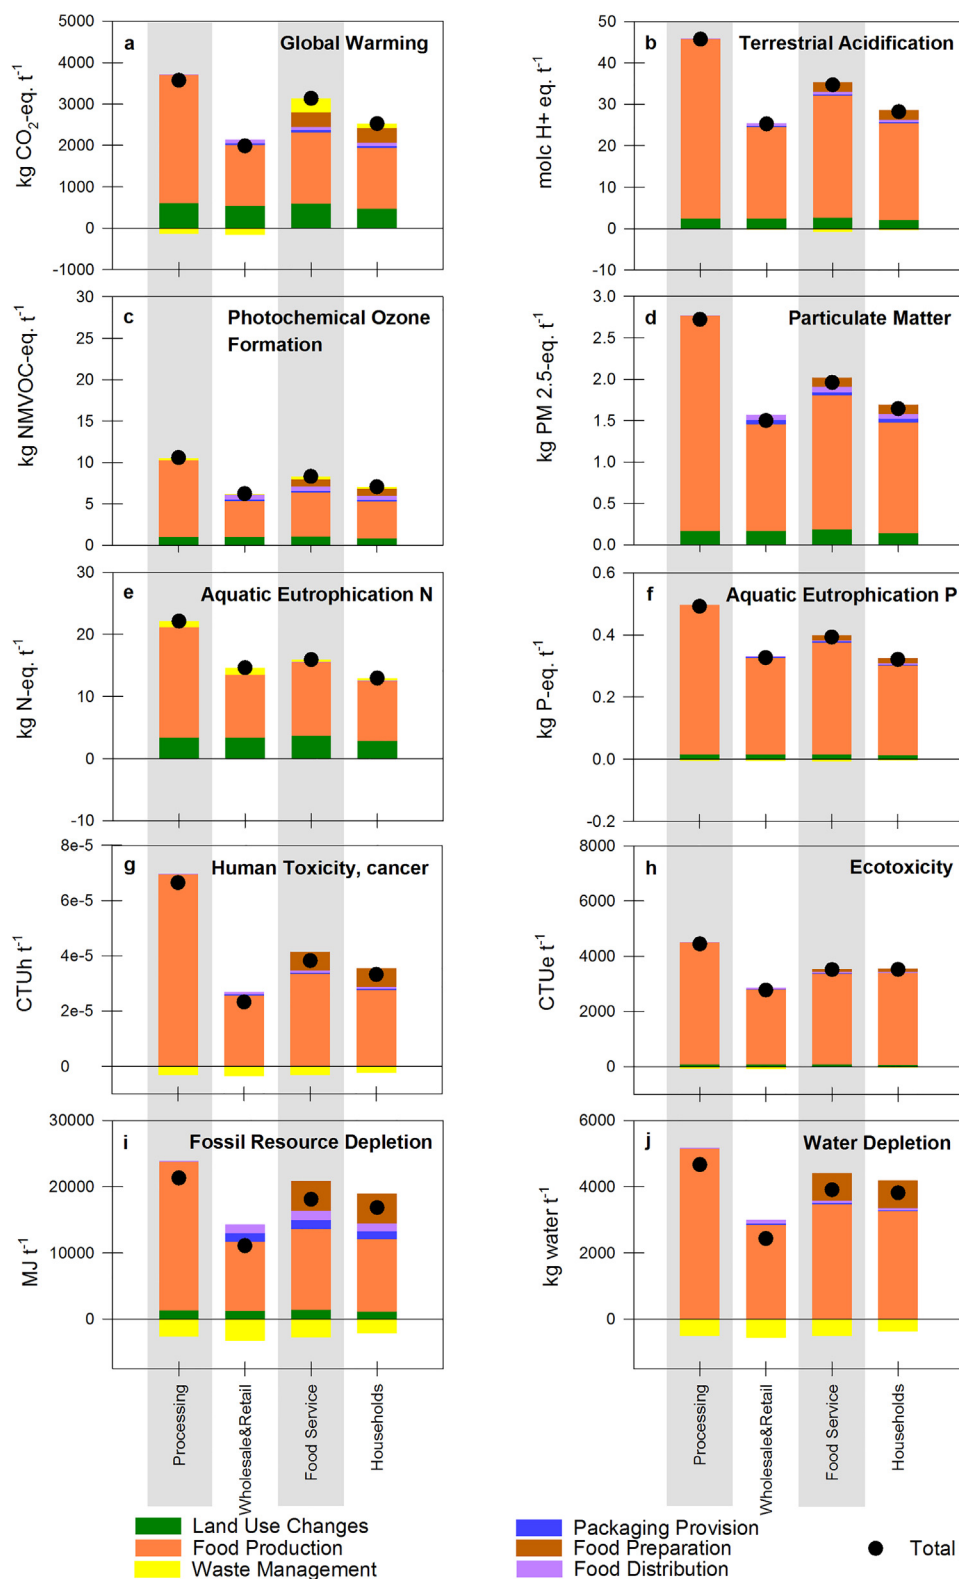 a Global Warming
kg CO₂-eq. t⁻¹
5000
4000
3000
2000
1000
0
-1000
b Terrestrial Acidification
molc H+ eq. t⁻¹
50
40
30
20
10
0
-10
c Photochemical Ozone
Formation
kg NMVOC-eq. t⁻¹
30
25
20
15
10
5
0
d Particulate Matter
kg PM 2.5-eq. t⁻¹
3.0
2.5
2.0
1.5
1.0
0.5
0.0
e Aquatic Eutrophication N
kg N-eq. t⁻¹
30
20
10
0
-10
f Aquatic Eutrophication P
kg P-eq. t⁻¹
0.6
0.4
0.2
0.0
-0.2
g Human Toxicity, cancer
CTUh t⁻¹
8e-5
6e-5
4e-5
2e-5
0
h Ecotoxicity
CTUe t⁻¹
8000
6000
4000
2000
0
i Fossil Resource Depletion
MJ t⁻¹
30000
20000
10000
0
j Water Depletion
kg water t⁻¹
6000
4000
2000
0
Processing
Wholesale&Retail
Food Service
Households
Processing
Wholesale&Retail
Food Service
Households
Land Use Changes
Food Production
Waste Management
Packaging Provision
Food Preparation
Food Distribution
Total